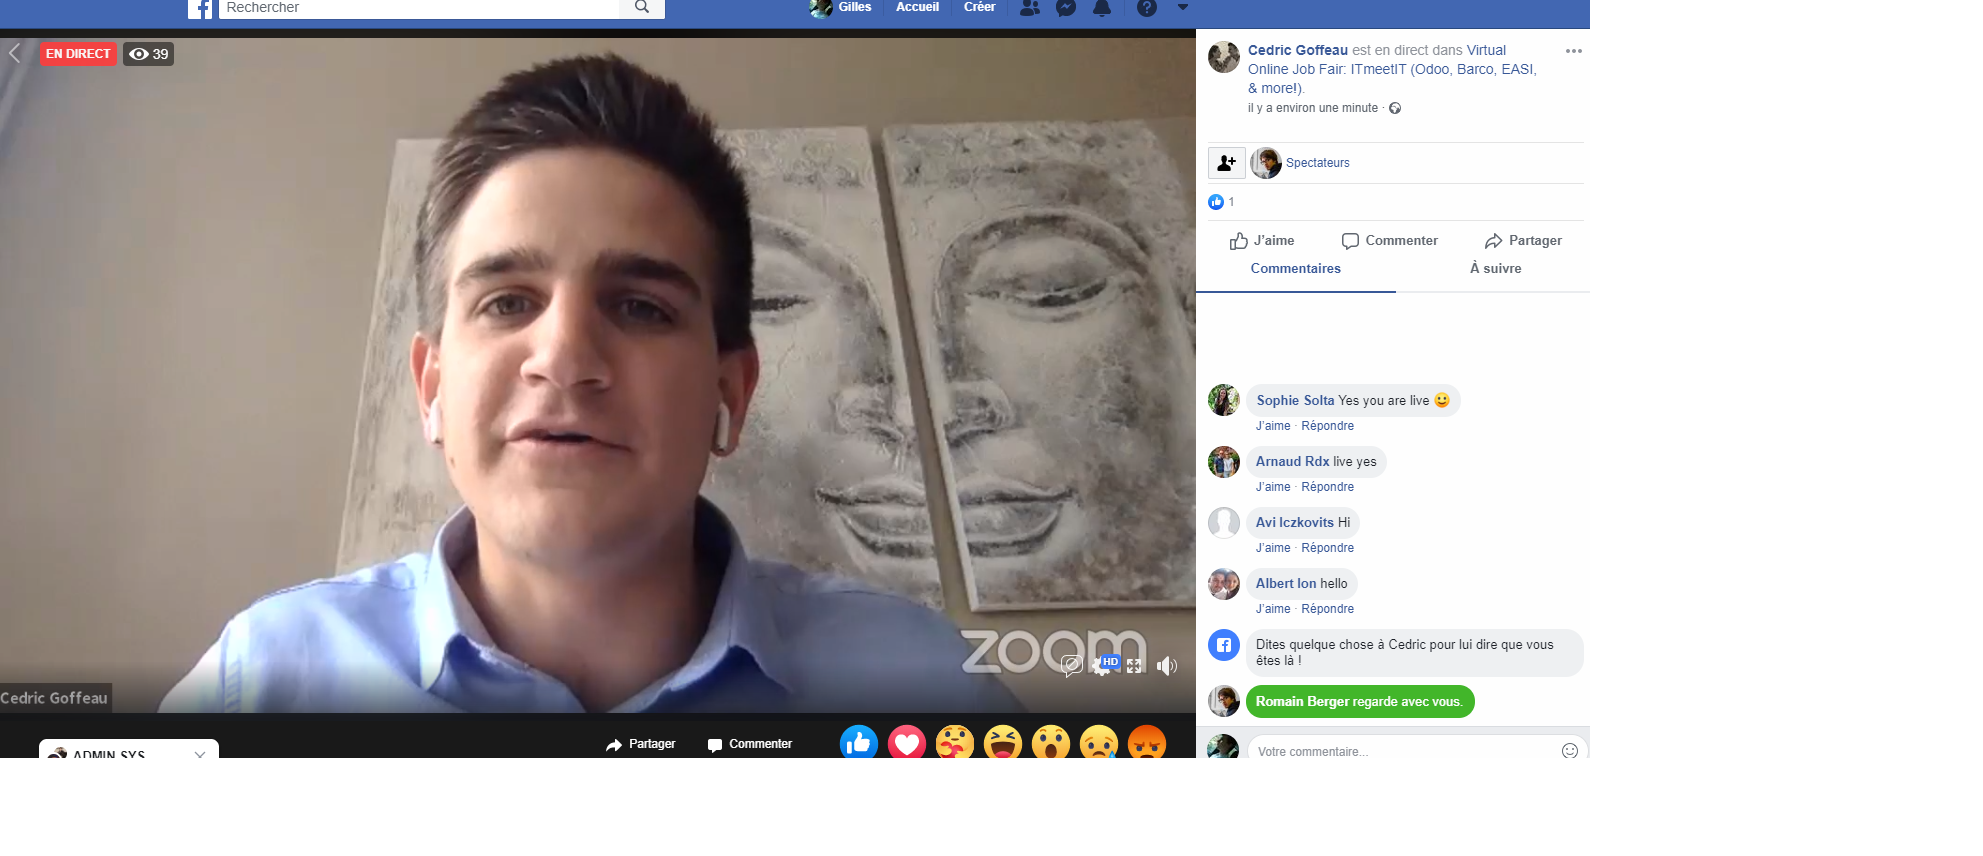 Rechercher
Gilles
Accueil
Créer
EN DIRECT
39
Cedric Goffeau est en direct dans Virtual
Online Job Fair: ITmeetIT (Odoo, Barco, EASI,
& more!).
il y a environ une minute ·
Spectateurs
1
J'aime
Commenter
Partager
Commentaires
À suivre
Sophie Solta Yes you are live 🙂
J'aime · Répondre
Arnaud Rdx live yes
J'aime · Répondre
Avi Iczkovits Hi
J'aime · Répondre
Albert Ion hello
J'aime · Répondre
Dites quelque chose à Cedric pour lui dire que vous
êtes là !
Romain Berger regarde avec vous.
Votre commentaire...
zoom
HD
Cedric Goffeau
Partager
Commenter
ADMIN SYS